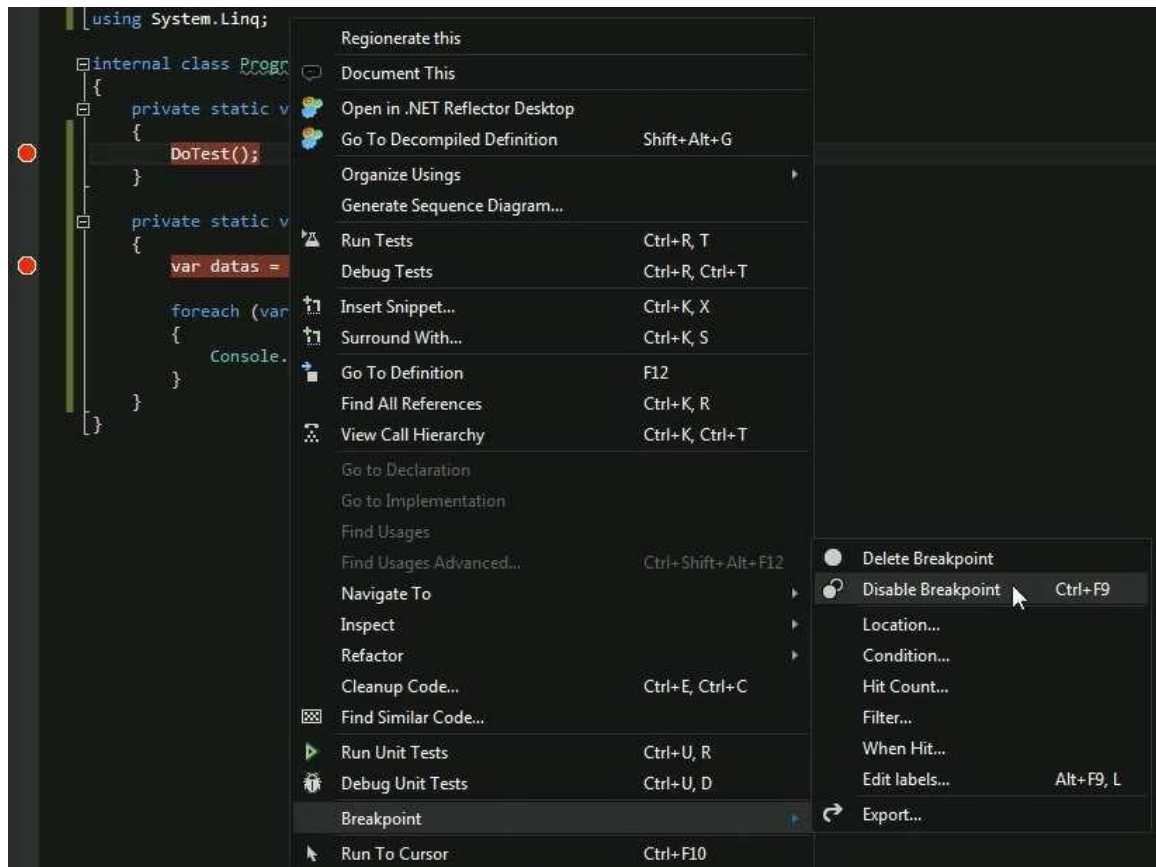 using System.Linq;
internal class Progr
{
private static v
{
DoTest();
}
private static v
{
var datas =
foreach (var
{
Console.
}
}
}
Regionerate this
Document This
Open in .NET Reflector Desktop
Go To Decompiled Definition Shift+Alt+G
Organize Usings
Generate Sequence Diagram...
Run Tests Ctrl+R, T
Debug Tests Ctrl+R, Ctrl+T
Insert Snippet... Ctrl+K, X
Surround With... Ctrl+K, S
Go To Definition F12
Find All References Ctrl+K, R
View Call Hierarchy Ctrl+K, Ctrl+T
Go to Declaration
Go to Implementation
Find Usages
Find Usages Advanced... Ctrl+Shift+Alt+F12
Navigate To
Inspect
Refactor
Cleanup Code... Ctrl+E, Ctrl+C
Find Similar Code...
Run Unit Tests Ctrl+U, R
Debug Unit Tests Ctrl+U, D
Breakpoint
Run To Cursor Ctrl+F10
Delete Breakpoint
Disable Breakpoint Ctrl+F9
Location...
Condition...
Hit Count...
Filter...
When Hit...
Edit labels... Alt+F9, L
Export...